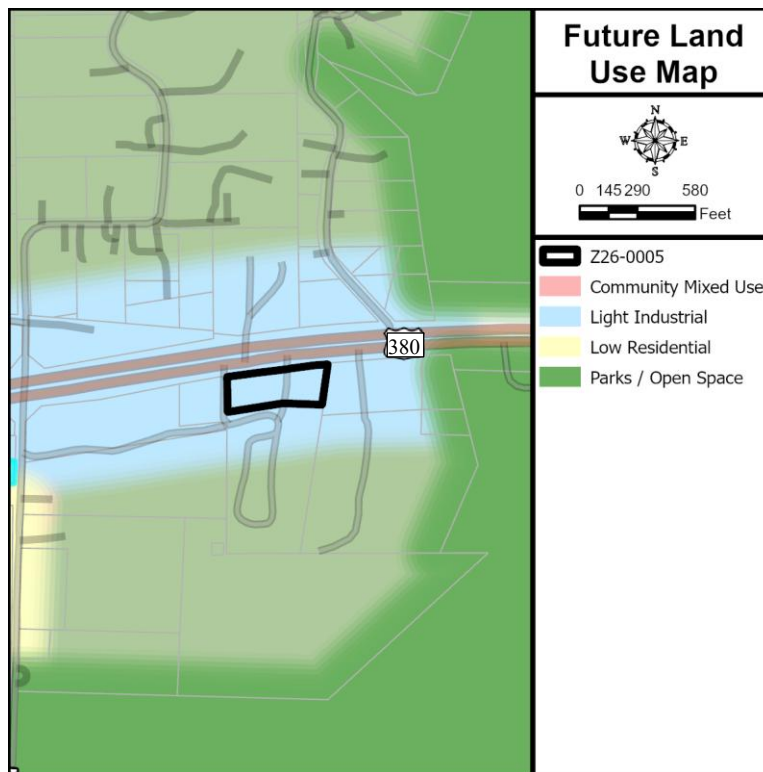 Future Land
Use Map
N
W E
S
0 145 290 580
Feet
Z26-0005
Community Mixed Use
Light Industrial
Low Residential
Parks / Open Space
380